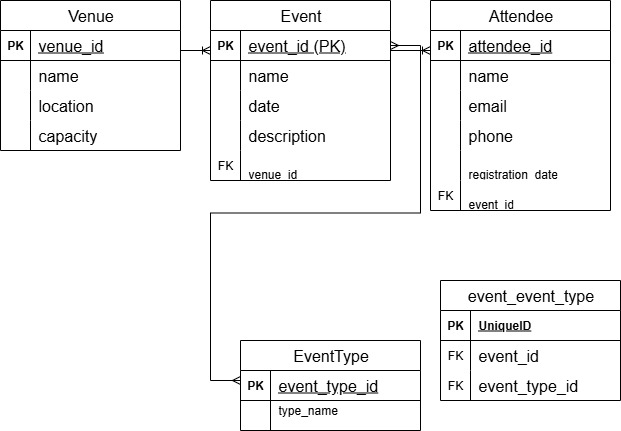 Venue
PK venue_id
name
location
capacity
Event
PK event_id (PK)
name
date
description
FK venue_id
Attendee
PK attendee_id
name
email
phone
registration_date
FK event_id
EventType
PK event_type_id
type_name
event_event_type
PK UniqueID
FK event_id
FK event_type_id